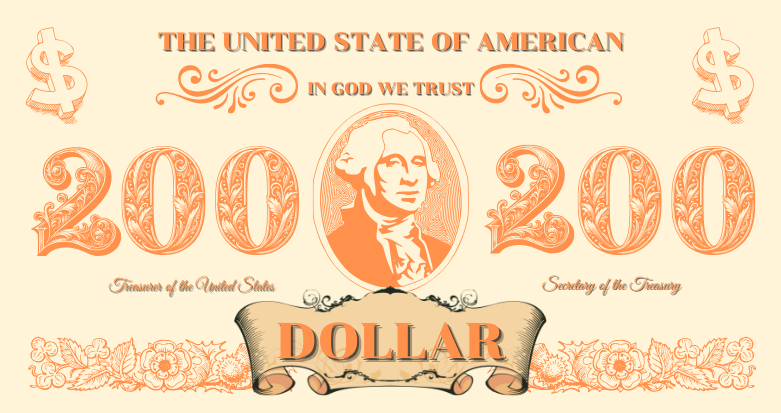 $ THE UNITED STATE OF AMERICAN $
IN GOD WE TRUST
200 200
Treasurer of the United States Secretary of the Treasury
DOLLAR